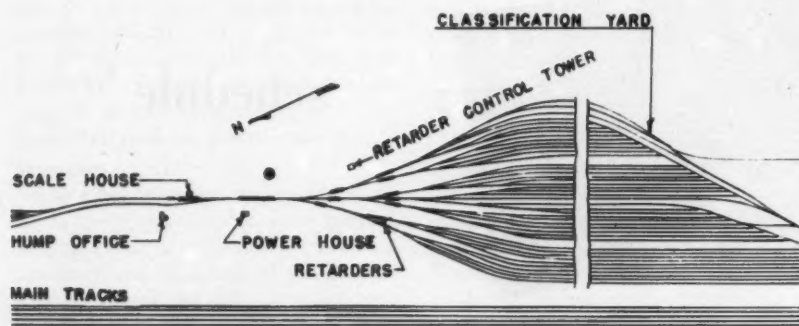 CLASSIFICATION YARD
RETARDER CONTROL TOWER
N
SCALE HOUSE
HUMP OFFICE
POWER HOUSE
RETARDERS
MAIN TRACKS